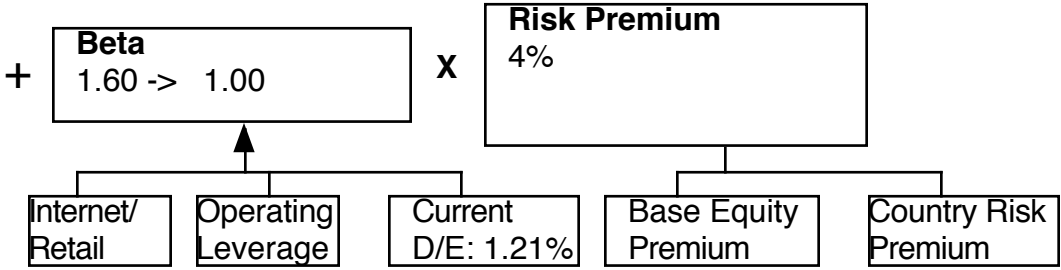 +
Beta
1.60 -> 1.00
X
Risk Premium
4%
Internet/
Retail
Operating
Leverage
Current
D/E: 1.21%
Base Equity
Premium
Country Risk
Premium